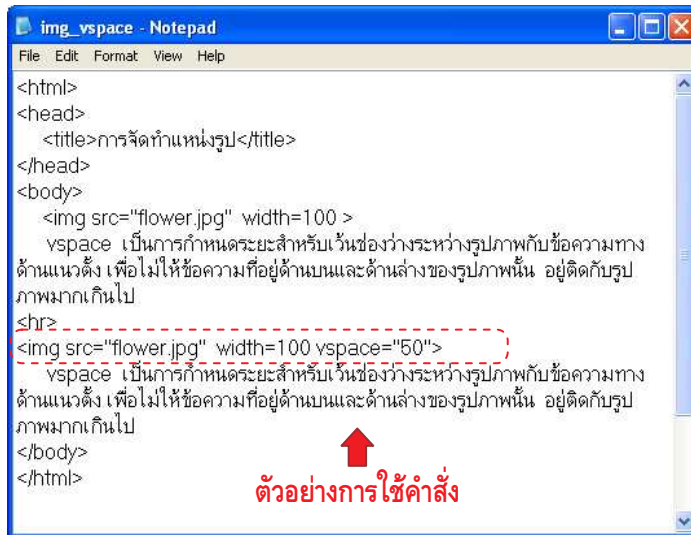 img_vspace - Notepad
File Edit Format View Help
<html>
<head>
<title>การจัดทำแหน่งรูป</title>
</head>
<body>
<img src="flower.jpg" width=100 >
vspace เป็นการกำหนดระยะสำหรับเว้นช่องว่างระหว่างรูปภาพกับข้อความทาง
ด้านแนวตั้ง เพื่อไม่ให้ข้อความที่อยู่ด้านบนและด้านล่างของรูปภาพนั้น อยู่ติดกับรูป
ภาพมากเกินไป
<hr>
<img src="flower.jpg" width=100 vspace="50">
vspace เป็นการกำหนดระยะสำหรับเว้นช่องว่างระหว่างรูปภาพกับข้อความทาง
ด้านแนวตั้ง เพื่อไม่ให้ข้อความที่อยู่ด้านบนและด้านล่างของรูปภาพนั้น อยู่ติดกับรูป
ภาพมากเกินไป
</body>
</html>
ตัวอย่างการใช้คำสั่ง